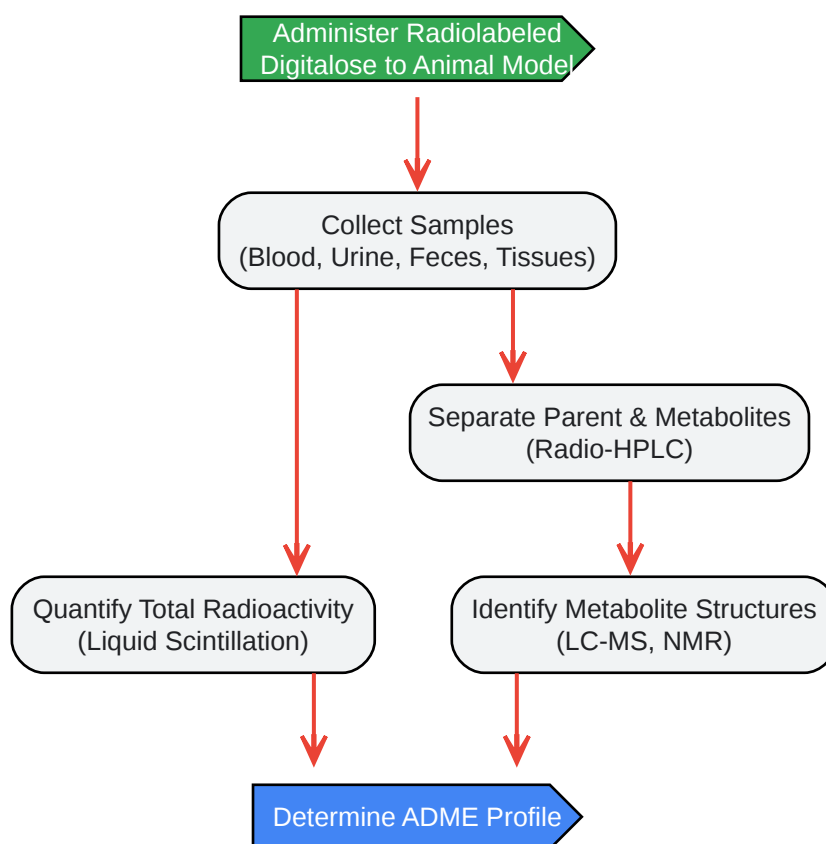 Administer Radiolabeled
Digitalose to Animal Model
Collect Samples
(Blood, Urine, Feces, Tissues)
Separate Parent & Metabolites
(Radio-HPLC)
Quantify Total Radioactivity
(Liquid Scintillation)
Identify Metabolite Structures
(LC-MS, NMR)
Determine ADME Profile